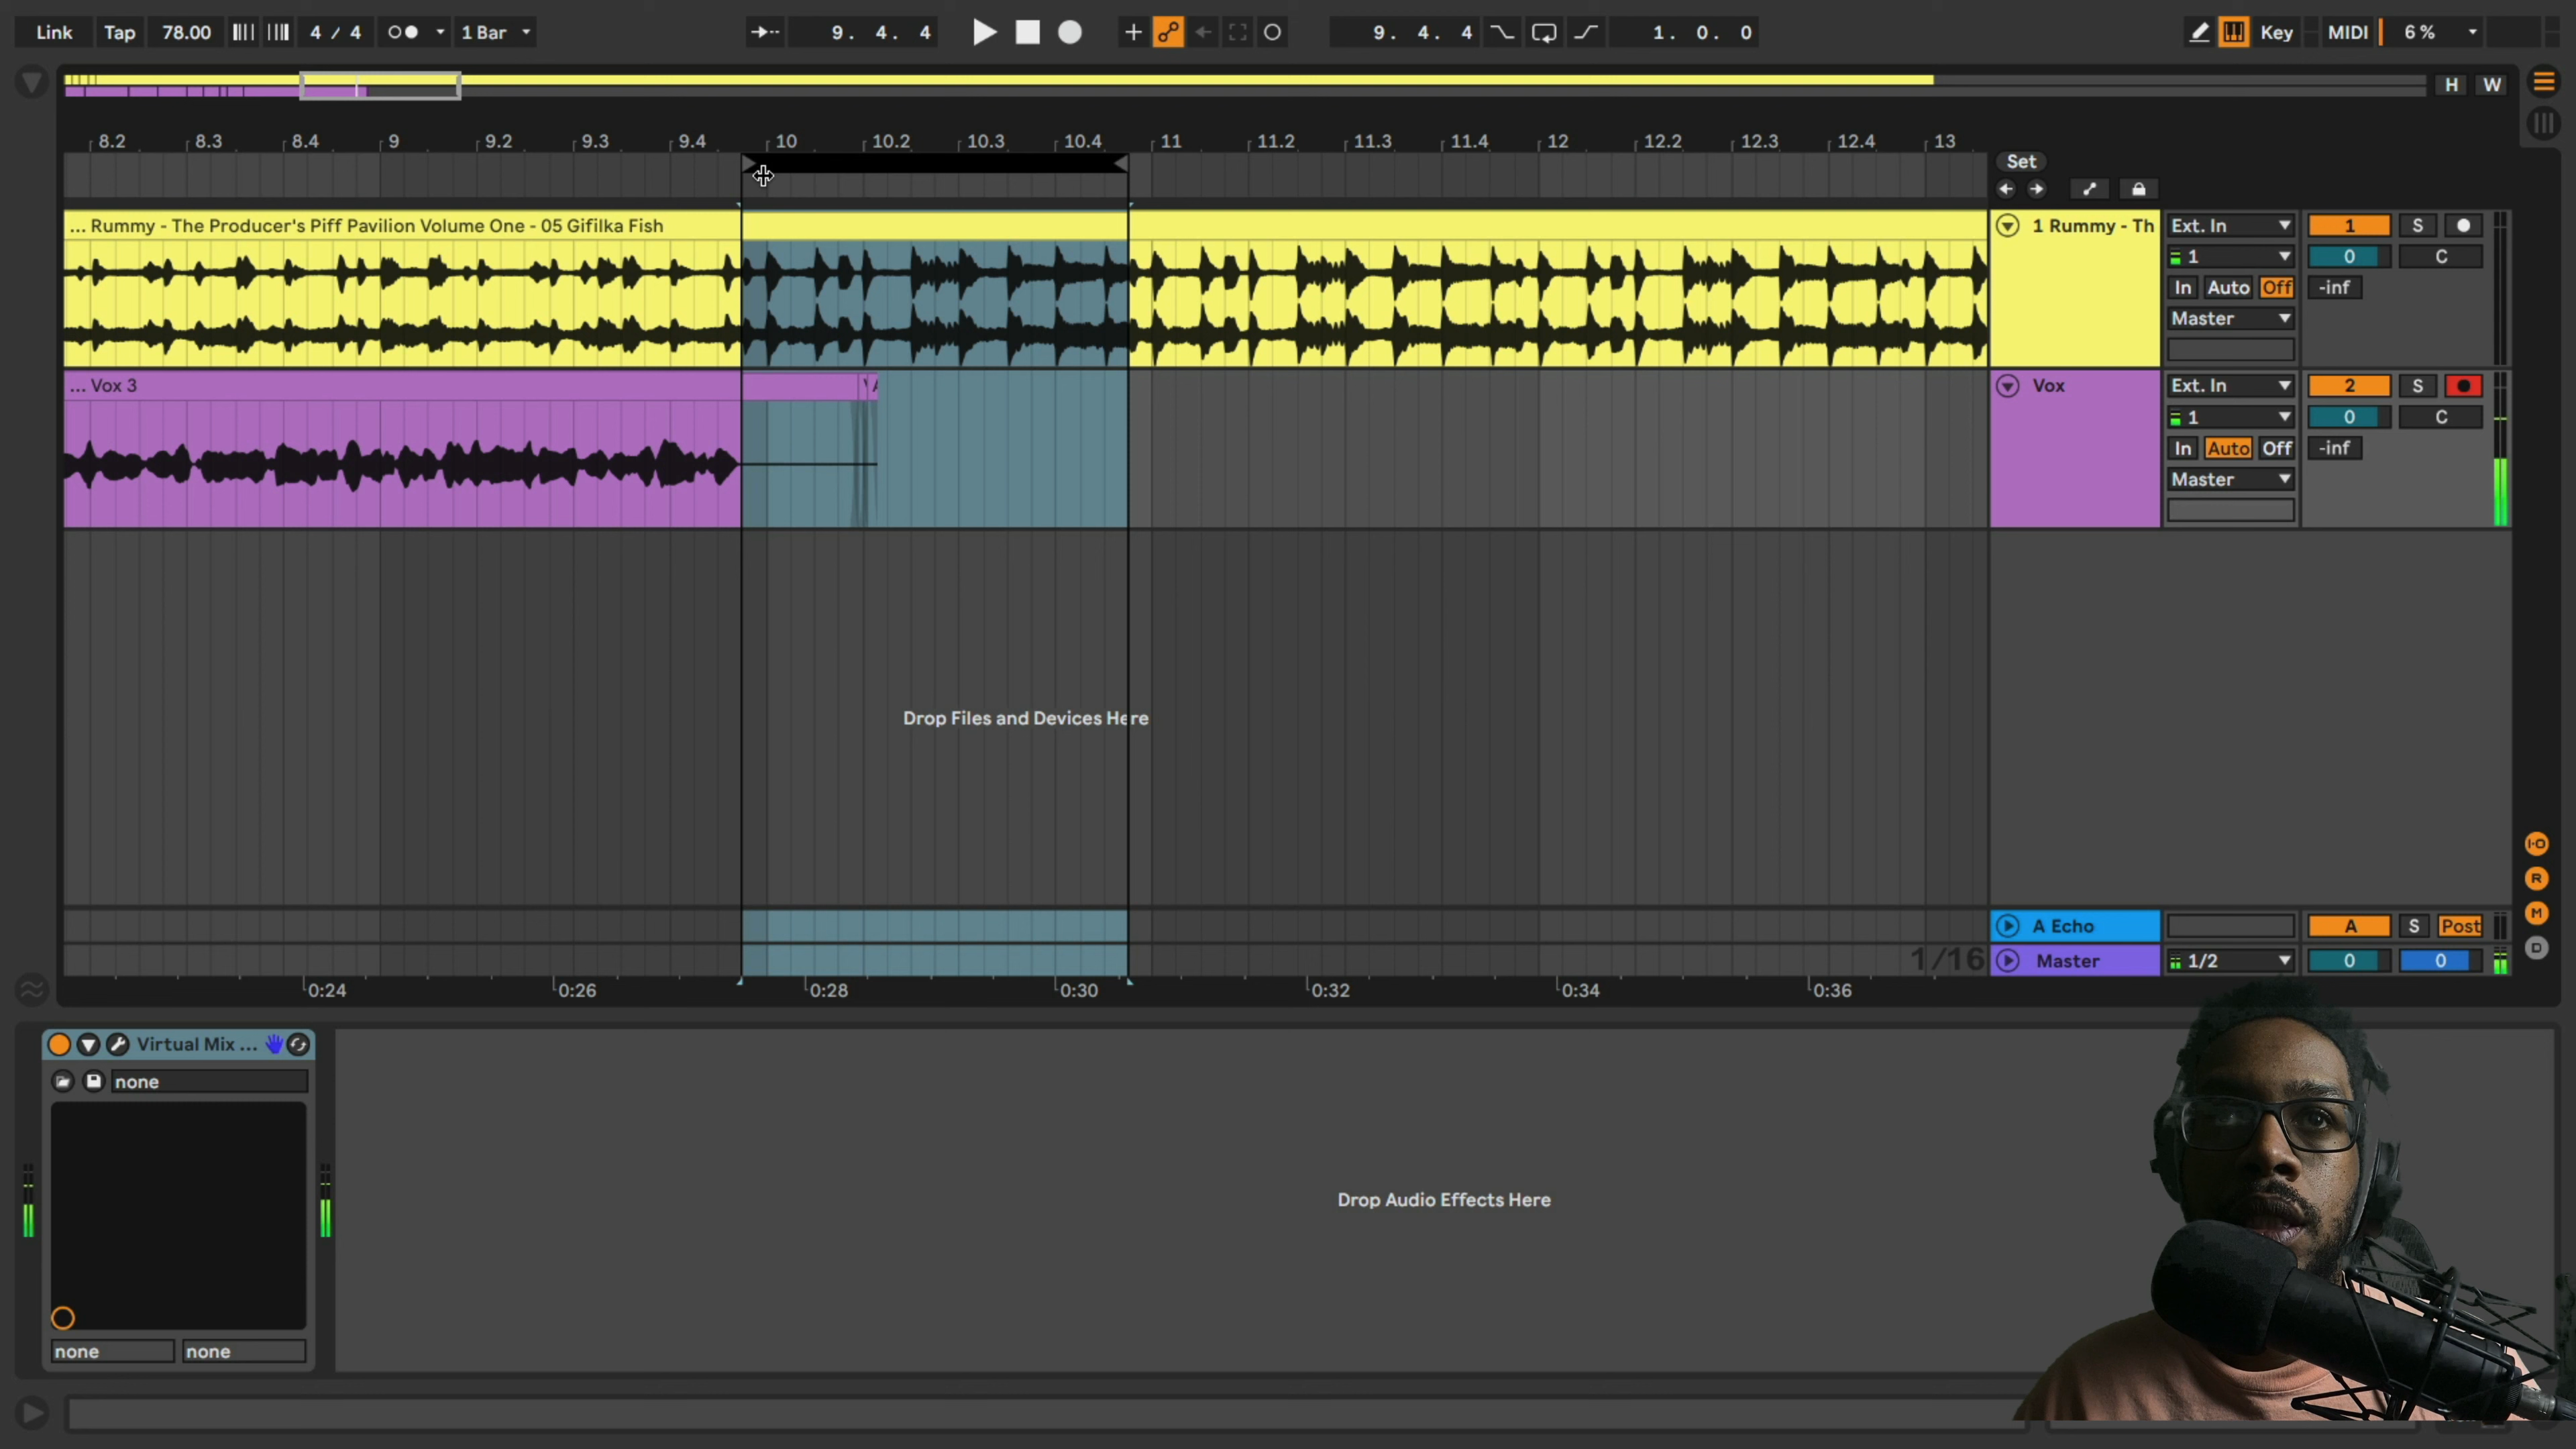 Link Tap 78.00 4 / 4 1 Bar 9. 4. 4 9. 4. 4 1. 0. 0 Key MIDI 6 %
H W
8.2 8.3 8.4 9 9.2 9.3 9.4 10 10.2 10.3 10.4 11 11.2 11.3 11.4 12 12.2 12.3 12.4 13
Set
... Rummy - The Producer's Piff Pavilion Volume One - 05 Gifilka Fish 1 Rummy - Th Ext. In 1 S
1 0 C
In Auto Off -inf
Master
... Vox 3 Vox Ext. In 2 S
1 0 C
In Auto Off -inf
Master
Drop Files and Devices Here
I-O
R
M
A Echo A S Post
D
1/16 Master 1/2 0 0
0:24 0:26 0:28 0:30 0:32 0:34 0:36
Virtual Mix ...
none
Drop Audio Effects Here
none none